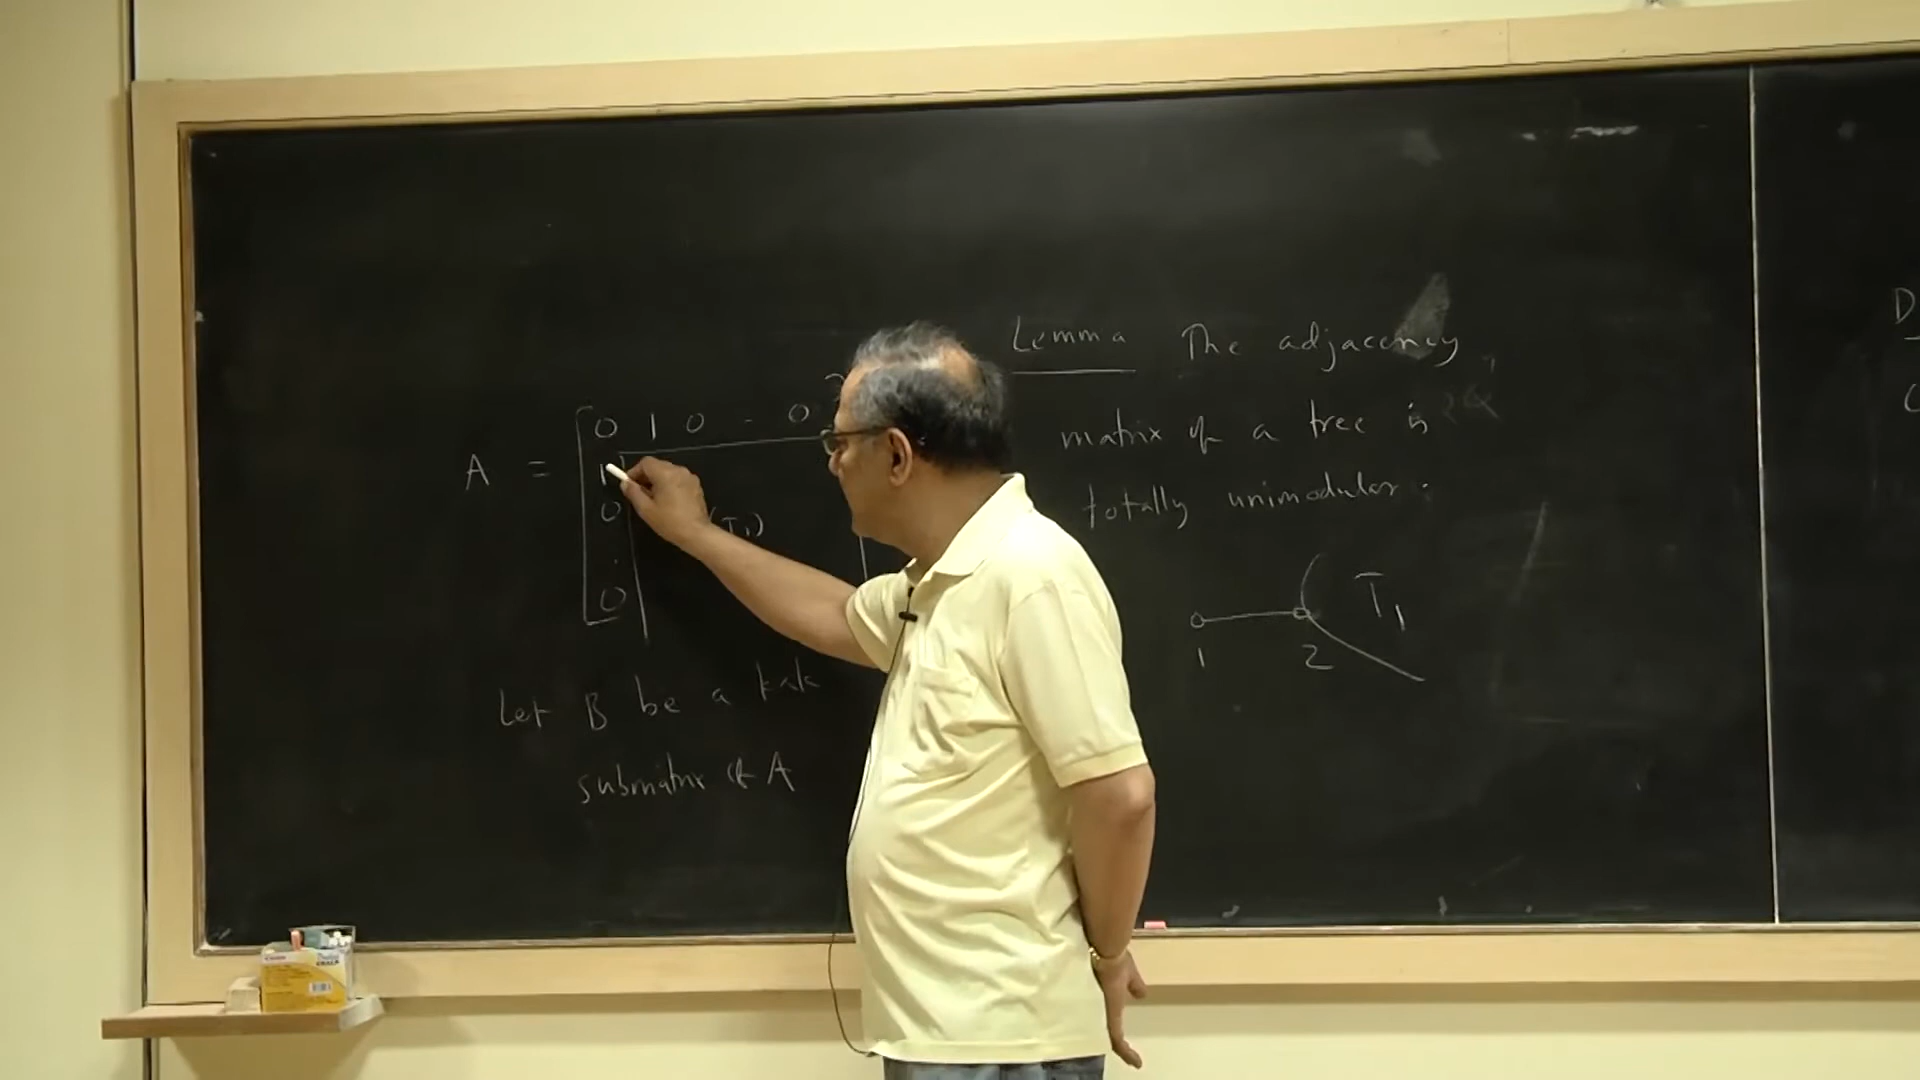 A =
0 1 0 - 0
1
0
.
0
(T₁)
Let B be a k×k
submatrix of A
Lemma The adjacency
matrix of a tree is
totally unimodular.
T₁
1 2
D